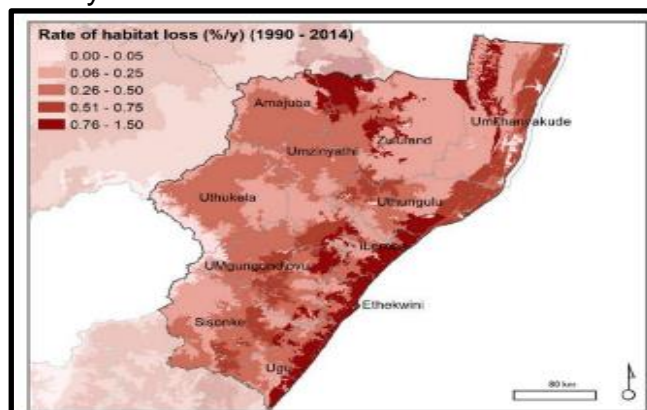 Rate of habitat loss (%/y) (1990 - 2014)
0.00 - 0.05
0.06 - 0.25
0.26 - 0.50
0.51 - 0.75
0.76 - 1.50
Amajuba
UmKhanyakude
Zululand
Umzinyathi
Uthukela
Uthungulu
UMgungundlovu
Ethekwini
Sisonke
Ugu
80 km